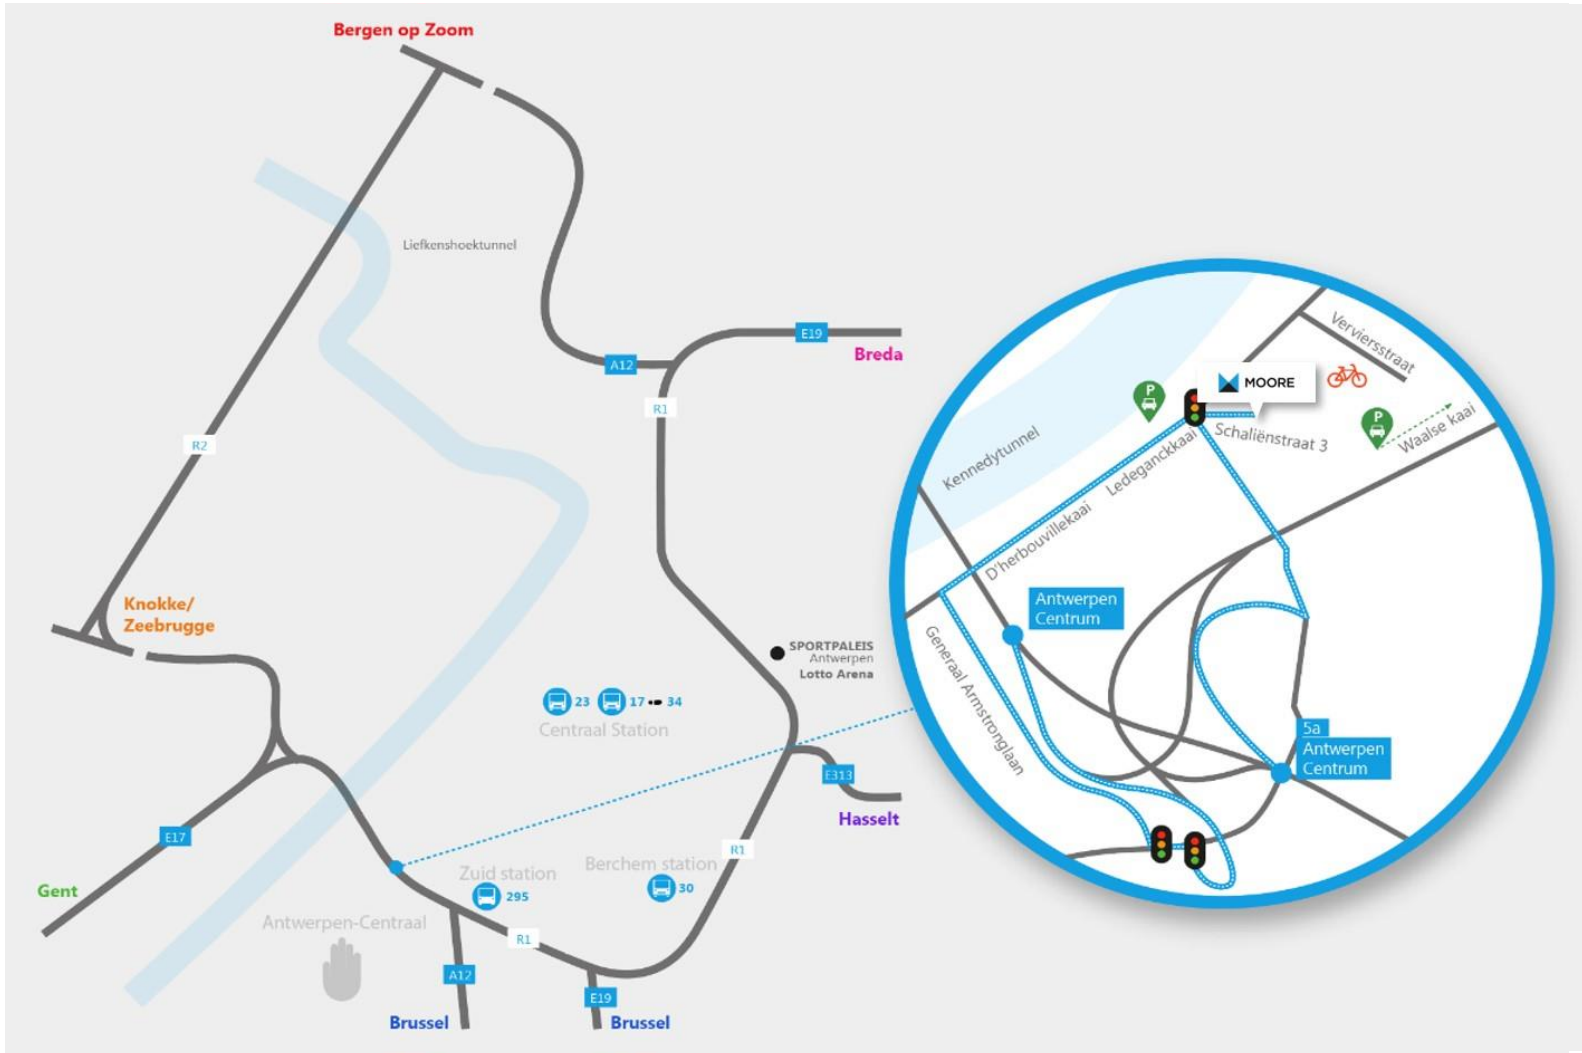 Bergen op Zoom
Liefkenshoektunnel
E19
Breda
A12
R1
R2
Knokke/
Zeebrugge
SPORTPALEIS
Antwerpen
Lotto Arena
23
17
34
Centraal Station
E313
Hasselt
E17
Gent
R1
Berchem station
30
Zuid station
295
Antwerpen-Centraal
R1
A12
E19
Brussel
Brussel
Verviersstraat
MOORE
P
P
Schaliënstraat 3
Waalse kaai
Kennedytunnel
Ledeganckkaai
D'herbouvillekaai
Antwerpen
Centrum
Generaal Armstronglaan
5a
Antwerpen
Centrum